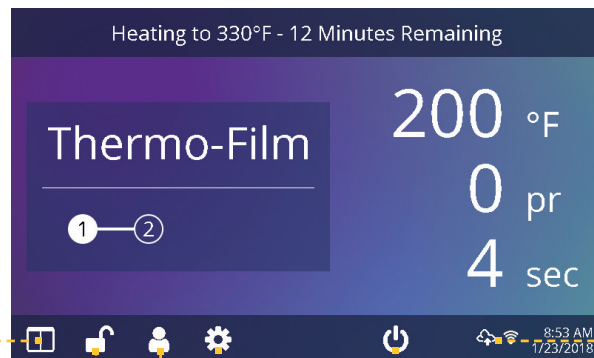 Heating to 330°F - 12 Minutes Remaining
200 °F
Thermo-Film
0 pr
1 2
4 sec
8:53 AM
1/23/2018